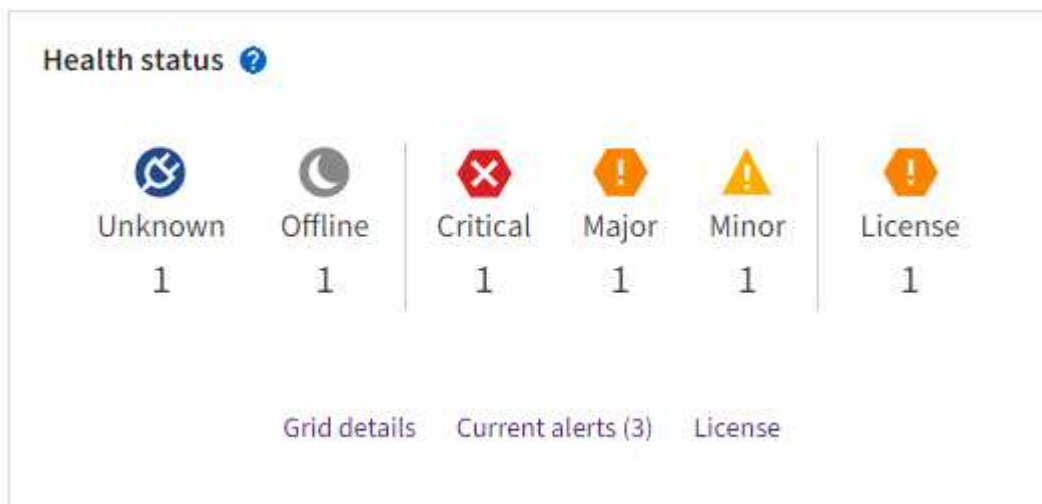 Health status ?
Unknown Offline Critical Major Minor License
1 1 1 1 1 1
Grid details Current alerts (3) License